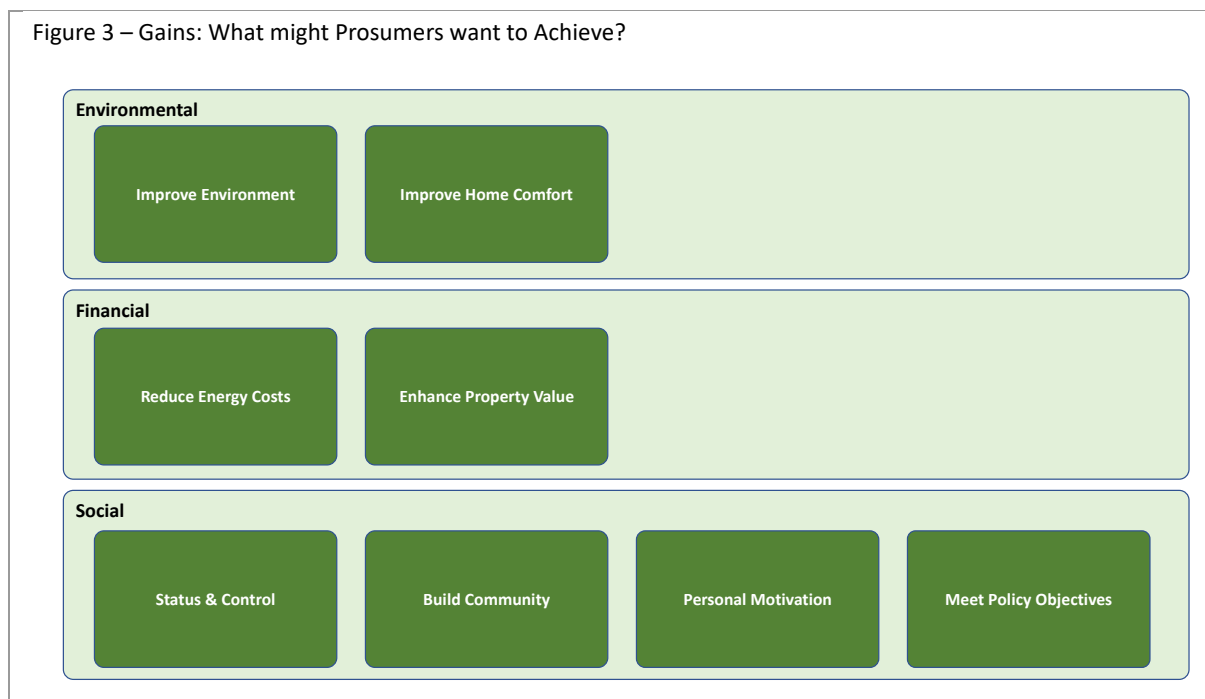 Figure 3 – Gains: What might Prosumers want to Achieve?
Environmental
Improve Environment
Improve Home Comfort
Financial
Reduce Energy Costs
Enhance Property Value
Social
Status & Control
Build Community
Personal Motivation
Meet Policy Objectives